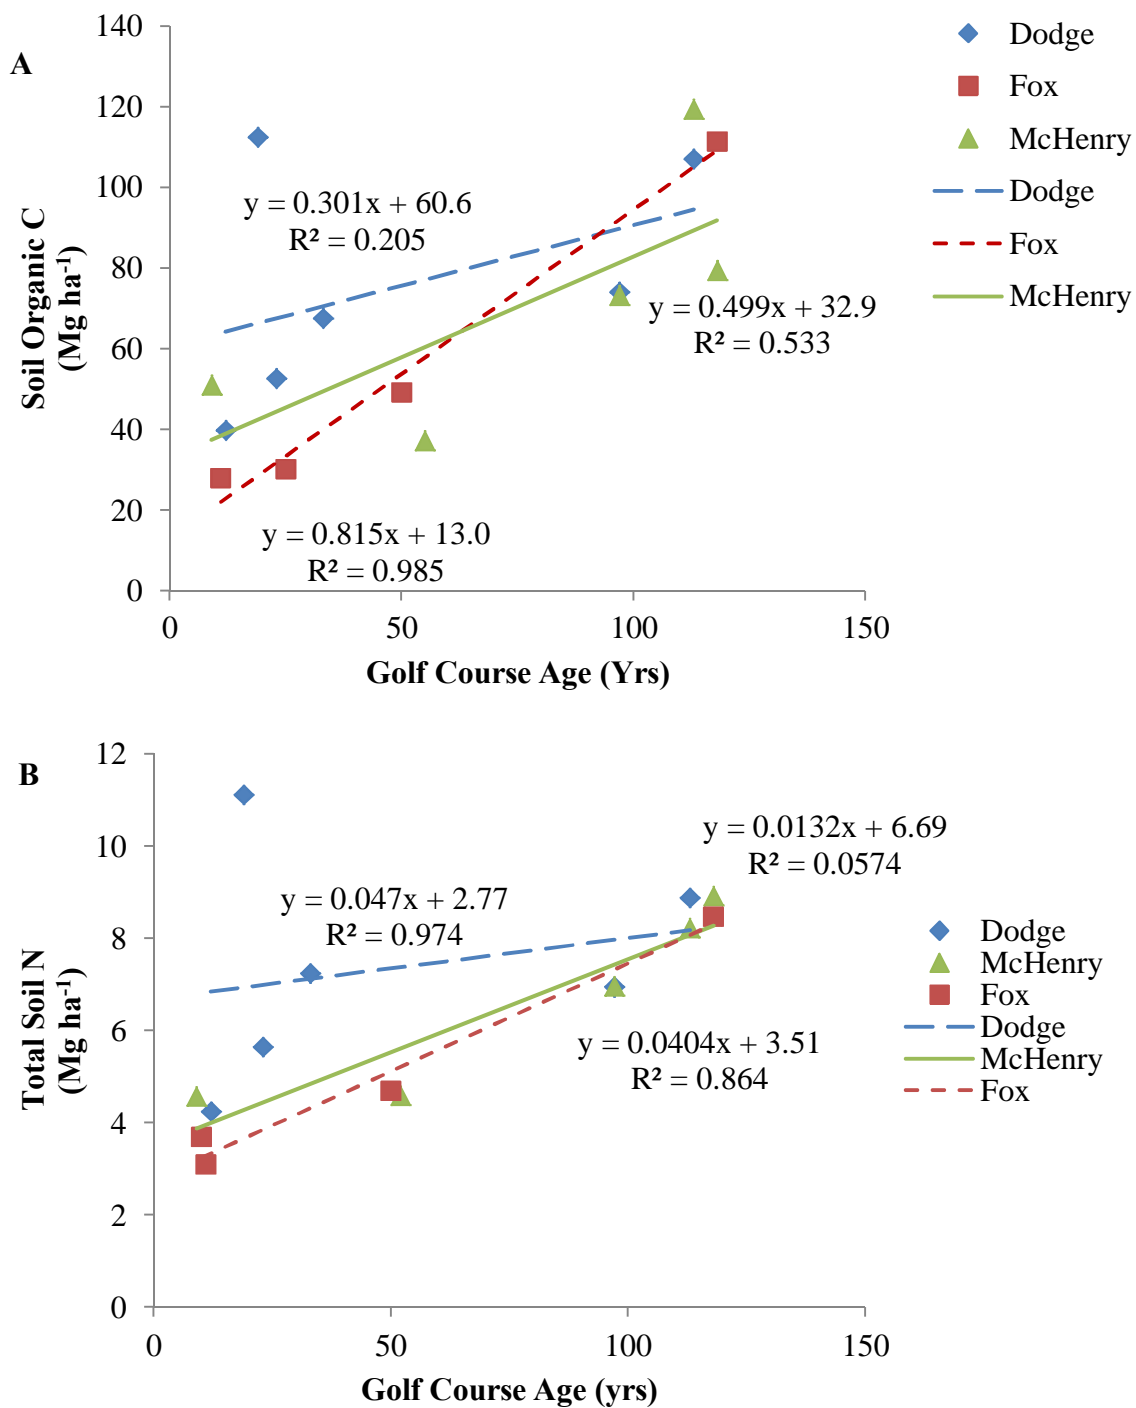 A
140
120
100
80
60
40
20
0
Soil Organic C
(Mg ha⁻¹)
y = 0.301x + 60.6
R² = 0.205
y = 0.499x + 32.9
R² = 0.533
y = 0.815x + 13.0
R² = 0.985
0 50 100 150
Golf Course Age (Yrs)
Dodge
Fox
McHenry
Dodge
Fox
McHenry
B
12
10
8
6
4
2
0
Total Soil N
(Mg ha⁻¹)
y = 0.0132x + 6.69
R² = 0.0574
y = 0.047x + 2.77
R² = 0.974
y = 0.0404x + 3.51
R² = 0.864
0 50 100 150
Golf Course Age (yrs)
Dodge
McHenry
Fox
Dodge
McHenry
Fox